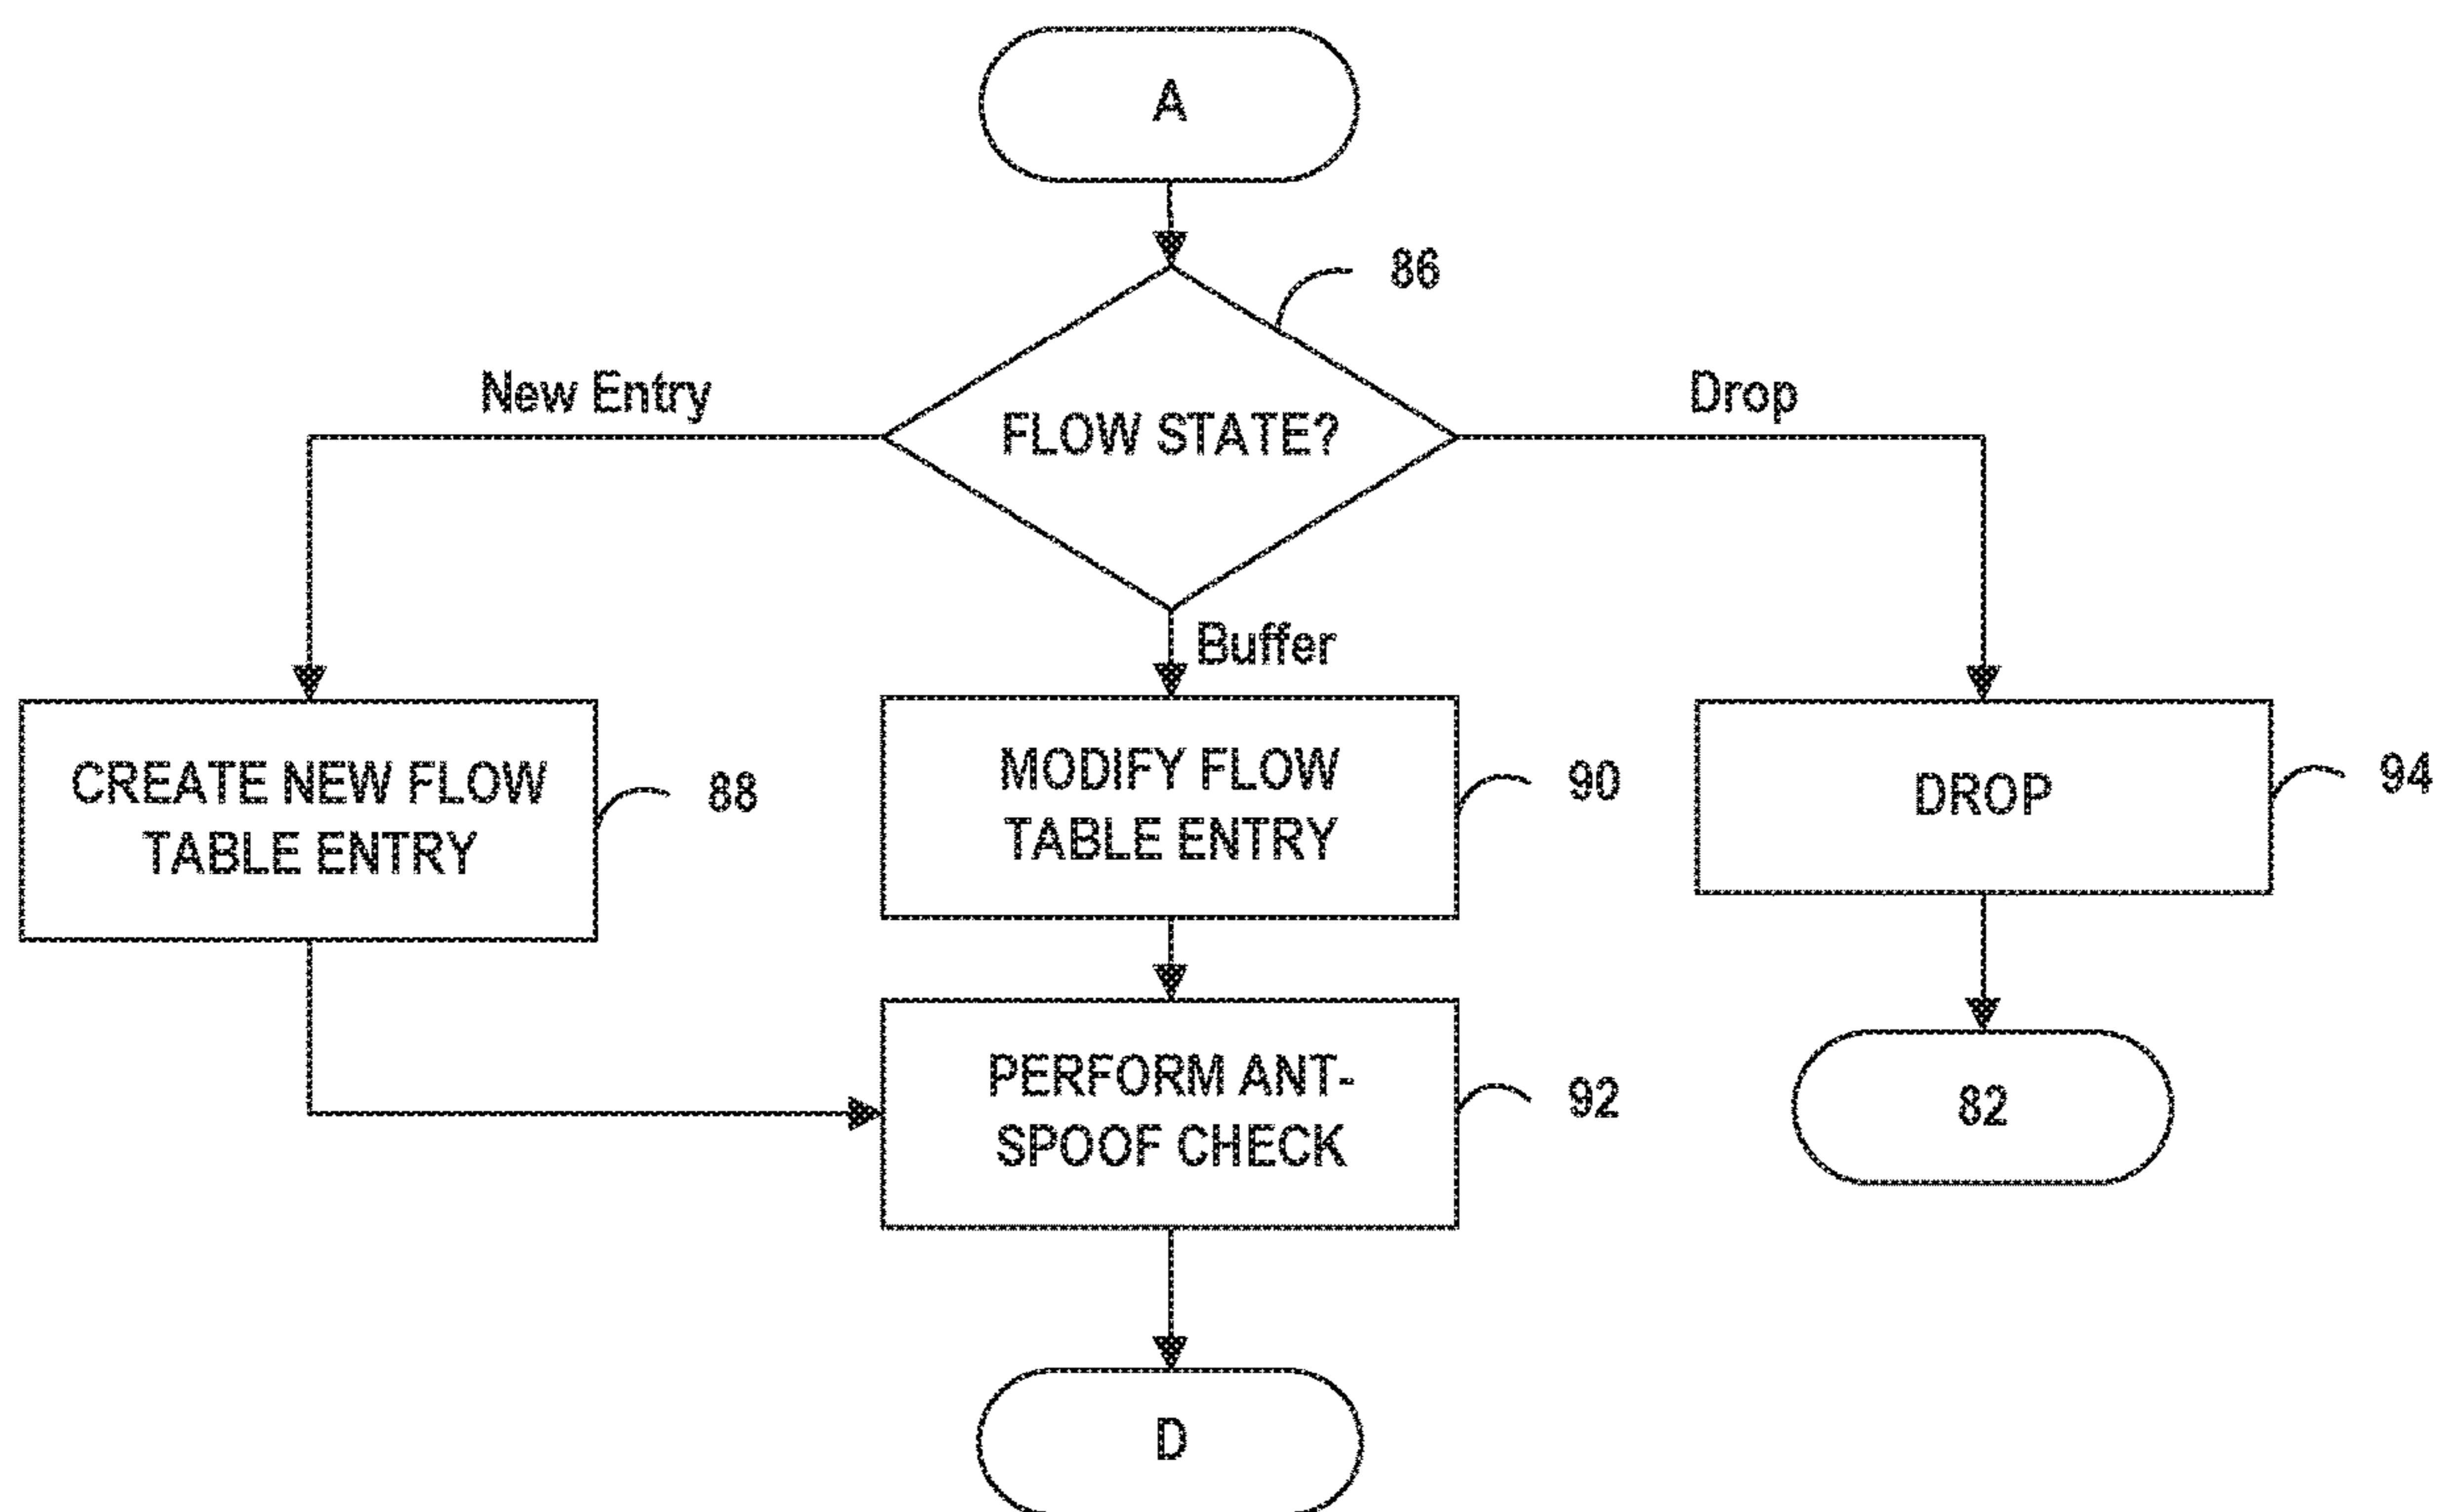 A
86
New Entry
FLOW STATE?
Drop
Buffer
CREATE NEW FLOW
TABLE ENTRY
88
MODIFY FLOW
TABLE ENTRY
90
DROP
94
PERFORM ANT-
SPOOF CHECK
92
82
D